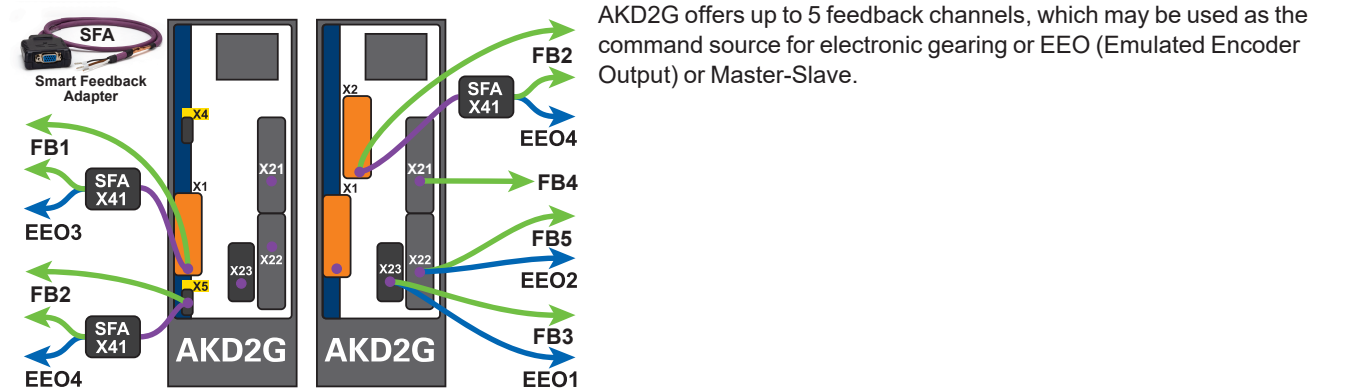 SFA
Smart Feedback
Adapter
FB1
SFA
X41
EEO3
FB2
SFA
X41
EEO4
X4
X1
X5
X21
X22
X23
AKD2G
X2
X1
X21
X22
X23
AKD2G
FB2
SFA
X41
EEO4
FB4
FB5
EEO2
FB3
EEO1
AKD2G offers up to 5 feedback channels, which may be used as the
command source for electronic gearing or EEO (Emulated Encoder
Output) or Master-Slave.